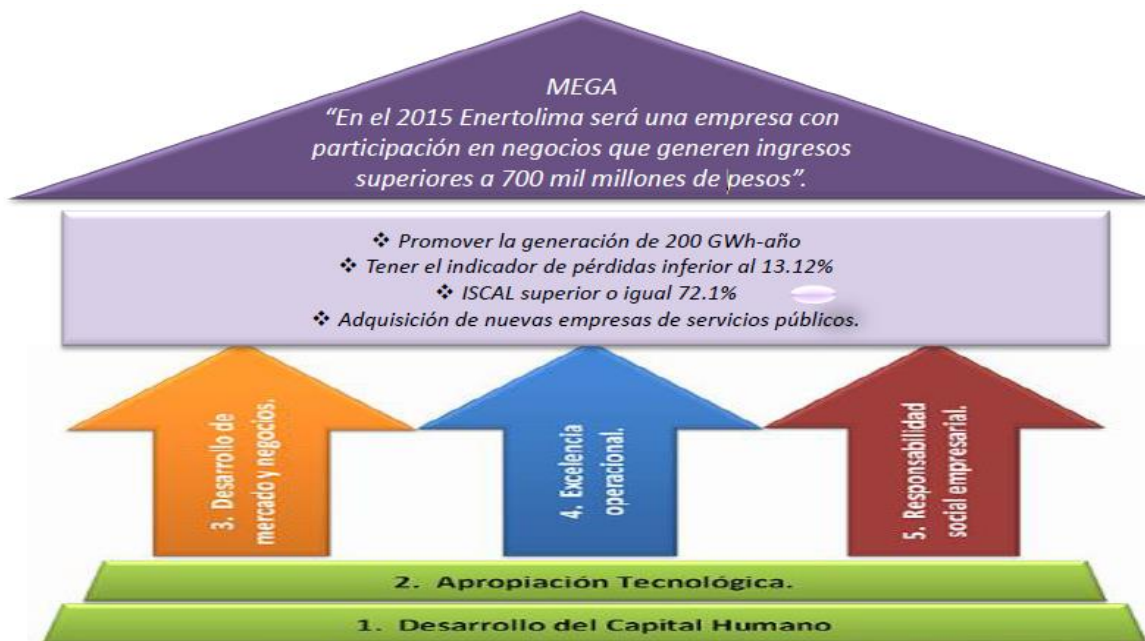 MEGA
“En el 2015 Enertolima será una empresa con
participación en negocios que generen ingresos
superiores a 700 mil millones de pesos”.
❖ Promover la generación de 200 GWh-año
❖ Tener el indicador de pérdidas inferior al 13.12%
❖ ISCAL superior o igual 72.1%
❖ Adquisición de nuevas empresas de servicios públicos.
3. Desarrollo de
mercado y negocios.
4. Excelencia
operacional.
5. Responsabilidad
social empresarial.
2. Apropiación Tecnológica.
1. Desarrollo del Capital Humano